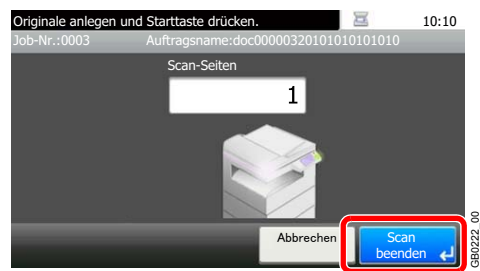 Originale anlegen und Starttaste drücken.
10:10
Job-Nr.:0003
Auftragsname:doc00000320101010101010
Scan-Seiten
1
Abbrechen
Scan
beenden
GB0222_00